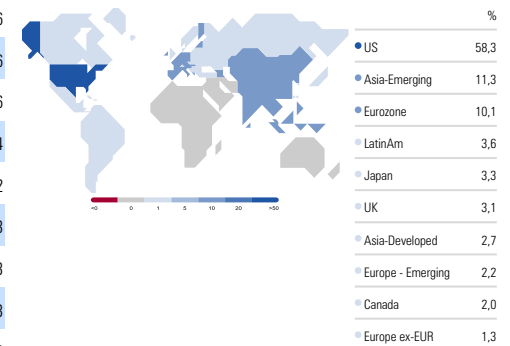 %
US 58,3
Asia-Emerging 11,3
Eurozone 10,1
LatinAm 3,6
Japan 3,3
UK 3,1
Asia-Developed 2,7
Europe - Emerging 2,2
Canada 2,0
Europe ex-EUR 1,3
<0 0 1 5 10 20 >50